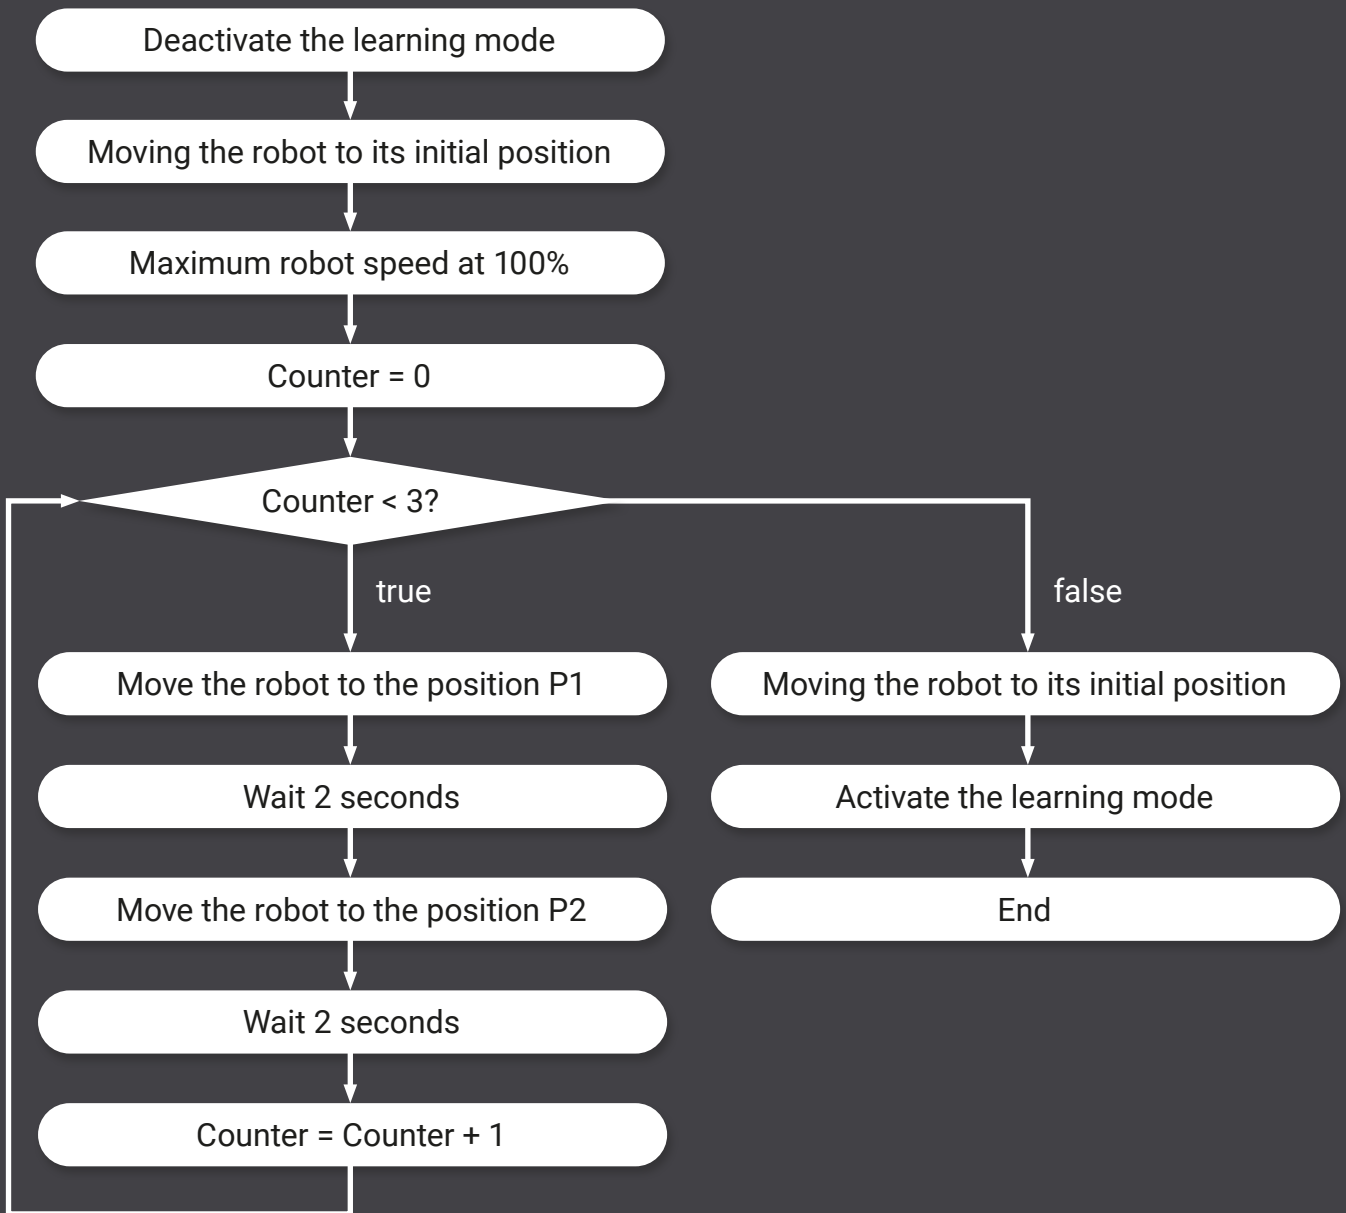 Deactivate the learning mode
Moving the robot to its initial position
Maximum robot speed at 100%
Counter = 0
Counter < 3?
true
Move the robot to the position P1
Wait 2 seconds
Move the robot to the position P2
Wait 2 seconds
Counter = Counter + 1
false
Moving the robot to its initial position
Activate the learning mode
End